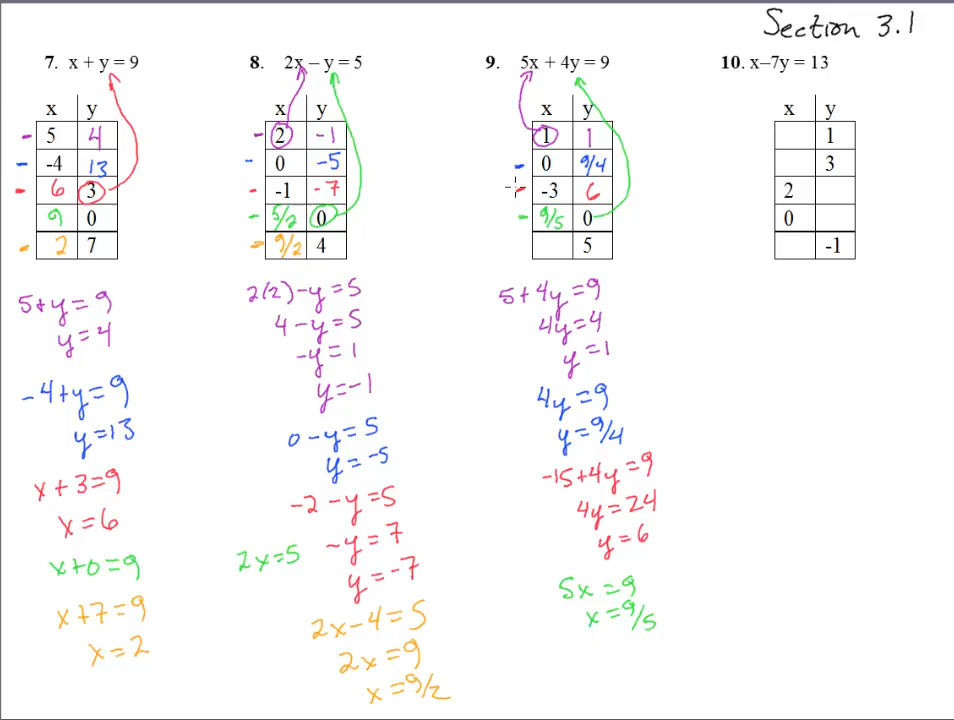 Section 3.1
7. x + y = 9
x y
5 4
-4 13
6 3
9 0
2 7
5+y=9
y=4
-4+y=9
y=13
x+3=9
x=6
x+0=9
x+7=9
x=2
8. 2x – y = 5
x y
2 -1
0 -5
-1 -7
5/2 0
9/2 4
2(2)-y=5
4-y=5
-y=1
y=-1
0-y=5
y=-5
-2-y=5
-y=7
y=-7
2x=5
2x-4=5
2x=9
x=9/2
9. 5x + 4y = 9
x y
1 1
0 9/4
-3 6
9/5 0
5
5+4y=9
4y=4
y=1
4y=9
y=9/4
-15+4y=9
4y=24
y=6
5x=9
x=9/5
10. x–7y = 13
x y
1
3
2
0
-1